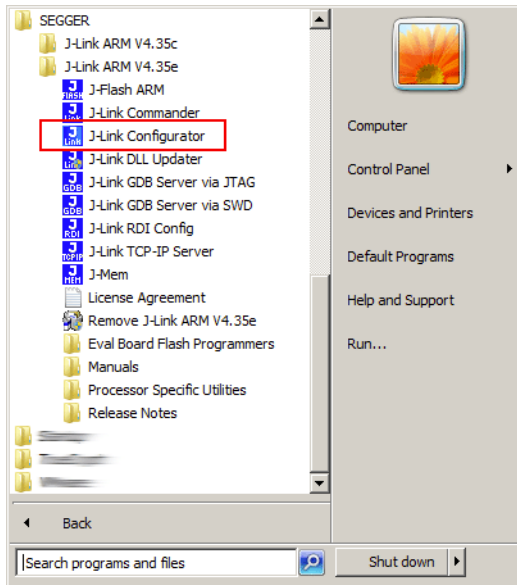 SEGGER
J-Link ARM V4.35c
J-Link ARM V4.35e
J-Flash ARM
J-Link Commander
J-Link Configurator
J-Link DLL Updater
J-Link GDB Server via JTAG
J-Link GDB Server via SWD
J-Link RDI Config
J-Link TCP-IP Server
J-Mem
License Agreement
Remove J-Link ARM V4.35e
Eval Board Flash Programmers
Manuals
Processor Specific Utilities
Release Notes
Back
Search programs and files
Computer
Control Panel
Devices and Printers
Default Programs
Help and Support
Run...
Shut down